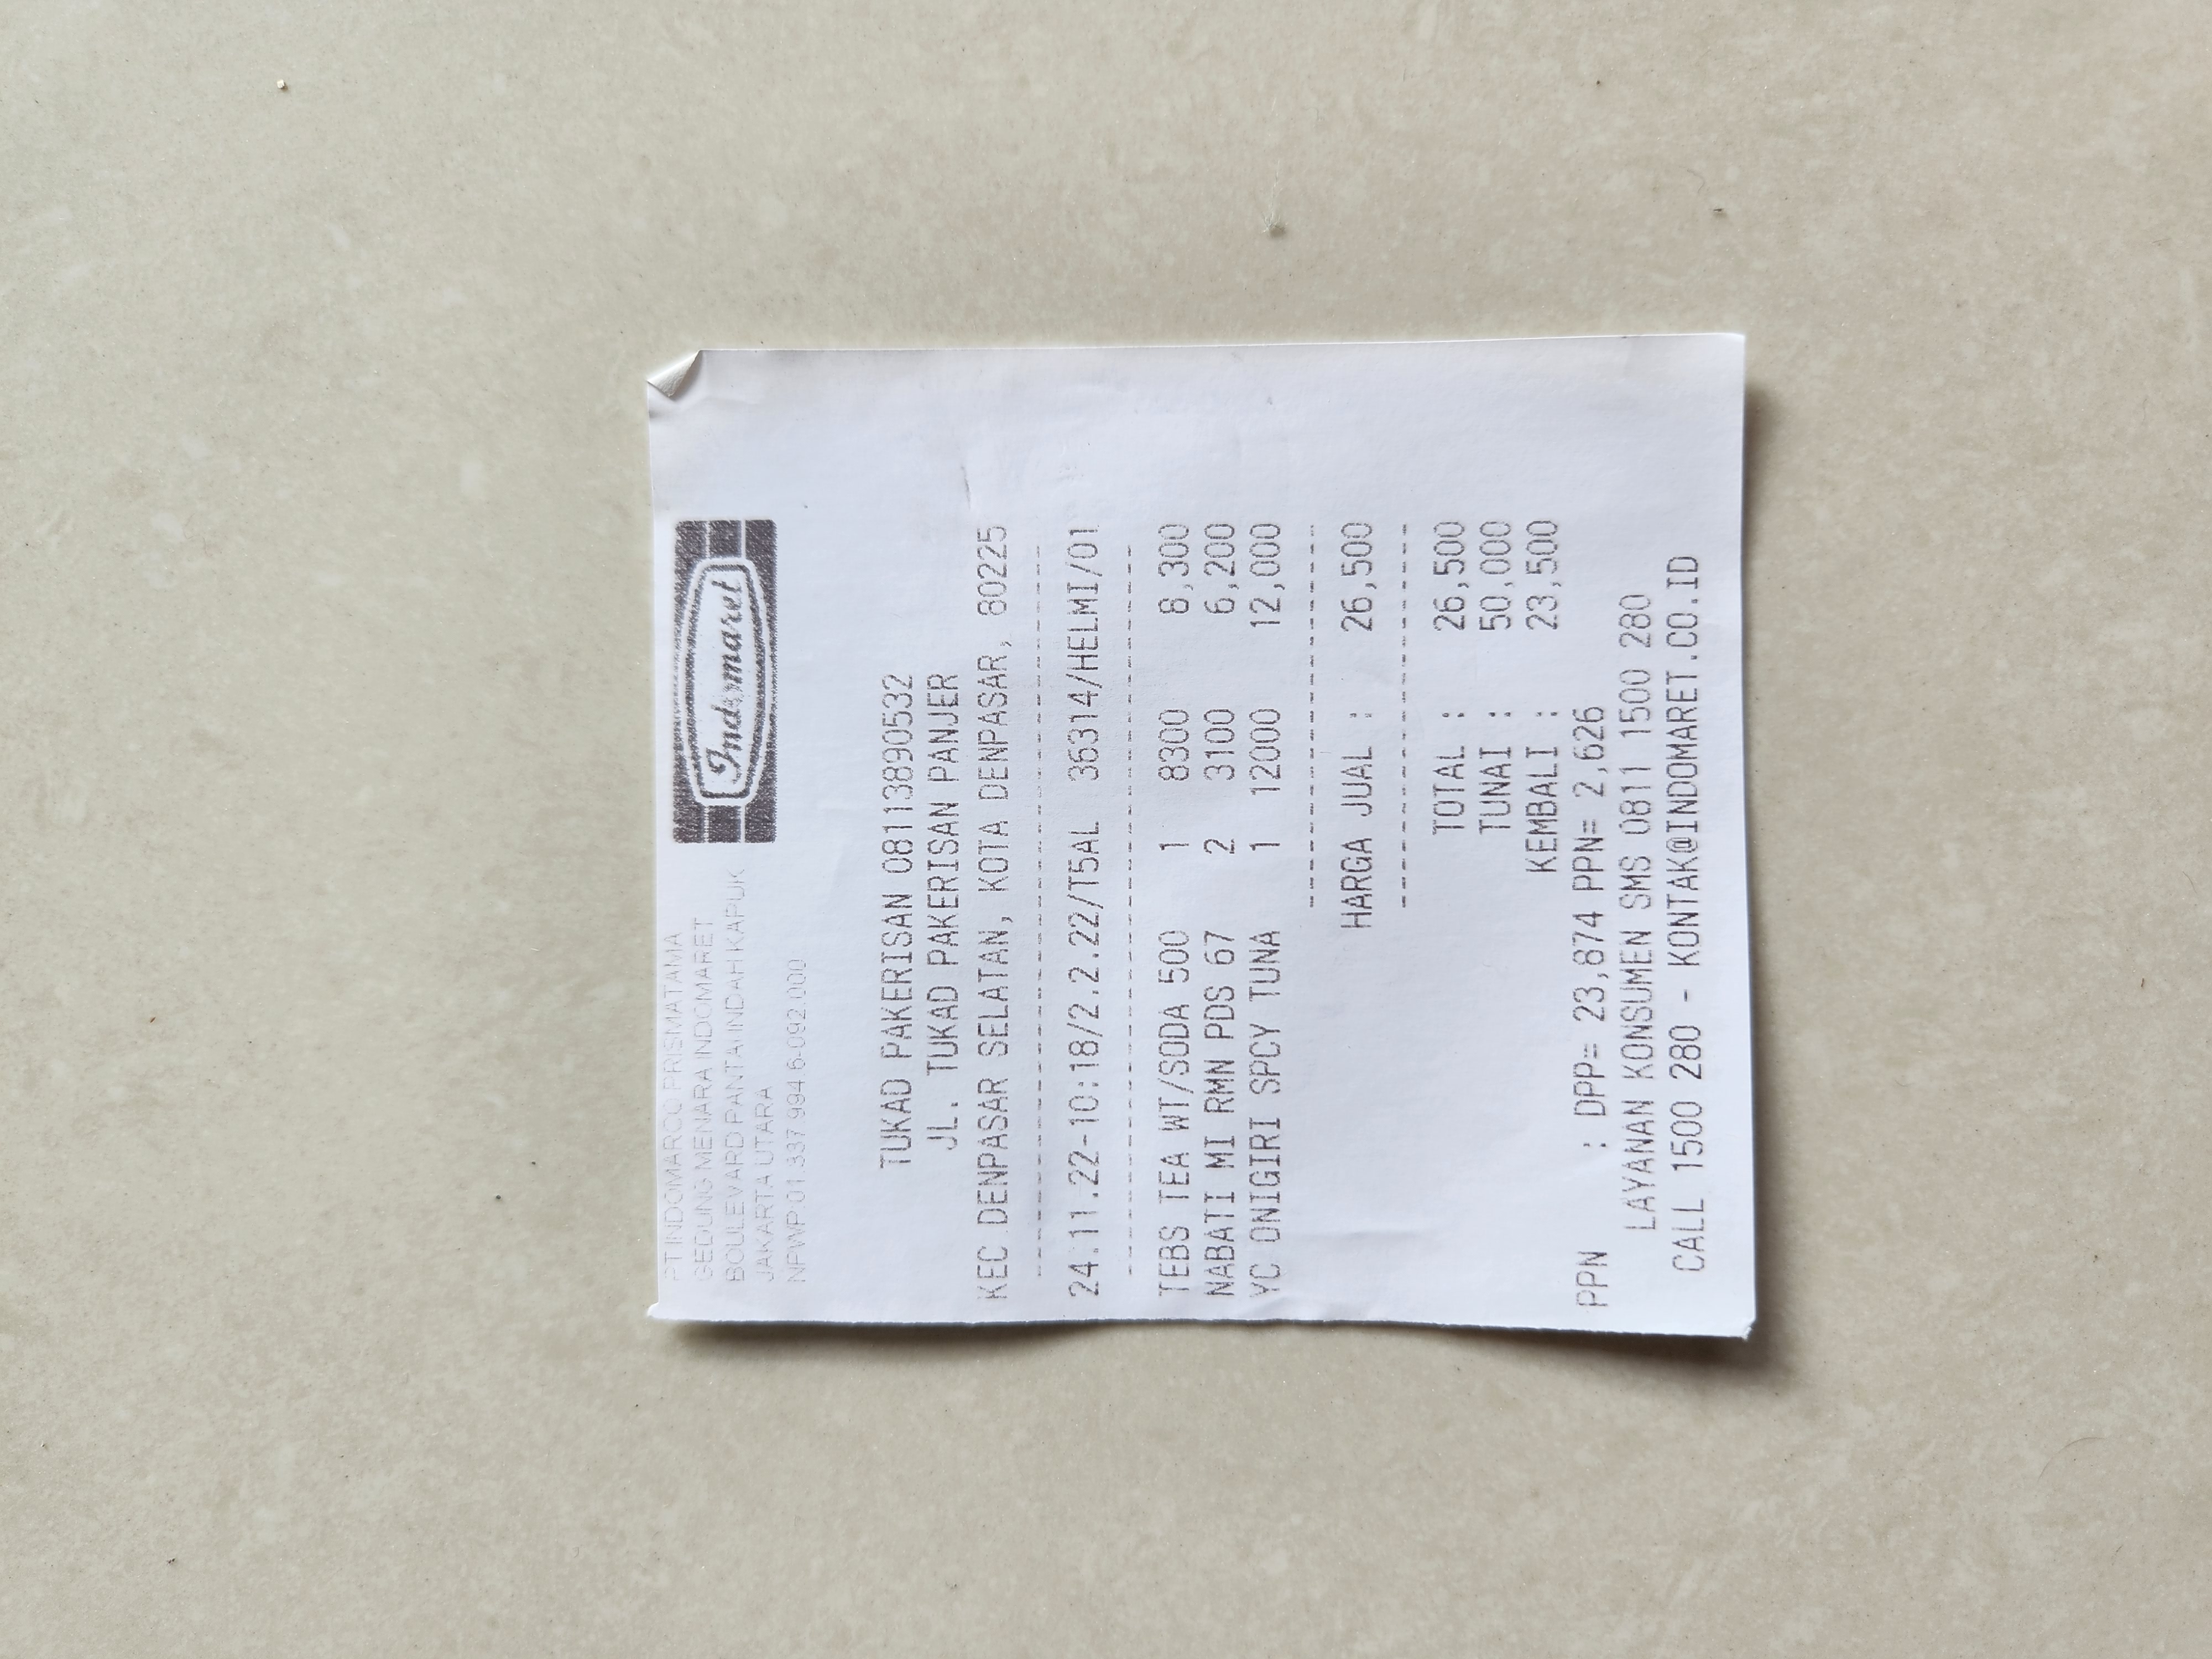 PT.INDOMARCO PRISMATAMA
GEDUNG MENARA INDOMARET
BOULEVARD PANTAI INDAH KAPUK
JAKARTA UTARA
NPWP:01.337.994.6-092.000
Indomaret
TUKAD PAKERISAN 08113890532
JL. TUKAD PAKERISAN PANJER
KEC DENPASAR SELATAN, KOTA DENPASAR, 80225
24.11.22-10:18/2.2.22/T5AL 36314/HELMI/01
TEBS TEA WT/SODA 500 1 8300 8,300
NABATI MI RMN PDS 67 2 3100 6,200
YC ONIGIRI SPCY TUNA 1 12000 12,000
HARGA JUAL : 26,500
TOTAL : 26,500
TUNAI : 50,000
KEMBALI : 23,500
PPN : DPP= 23,874 PPN= 2,626
LAYANAN KONSUMEN SMS 0811 1500 280
CALL 1500 280 - KONTAK@INDOMARET.CO.ID